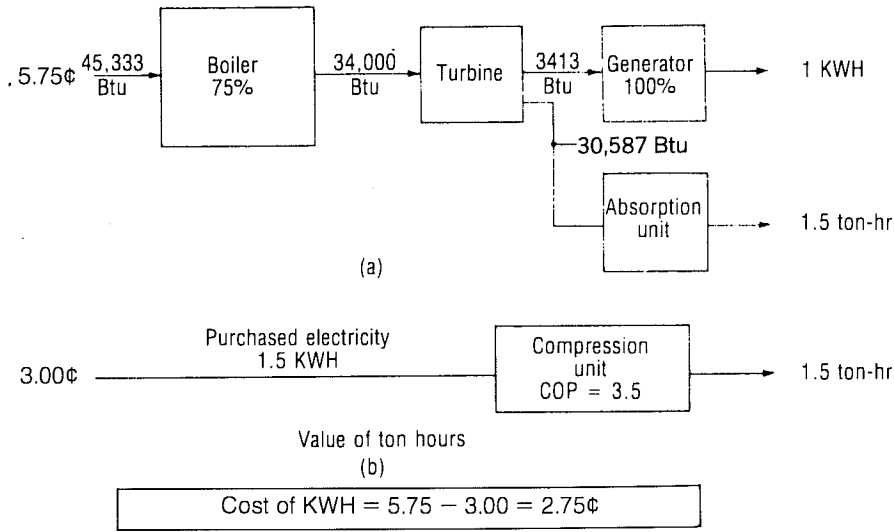 . 5.75¢
45,333
Btu
Boiler
75%
34,000
Btu
Turbine
3413
Btu
Generator
100%
1 KWH
30,587 Btu
Absorption
unit
1.5 ton-hr
(a)
3.00¢
Purchased electricity
1.5 KWH
Compression
unit
COP = 3.5
1.5 ton-hr
Value of ton hours
(b)
Cost of KWH = 5.75 − 3.00 = 2.75¢